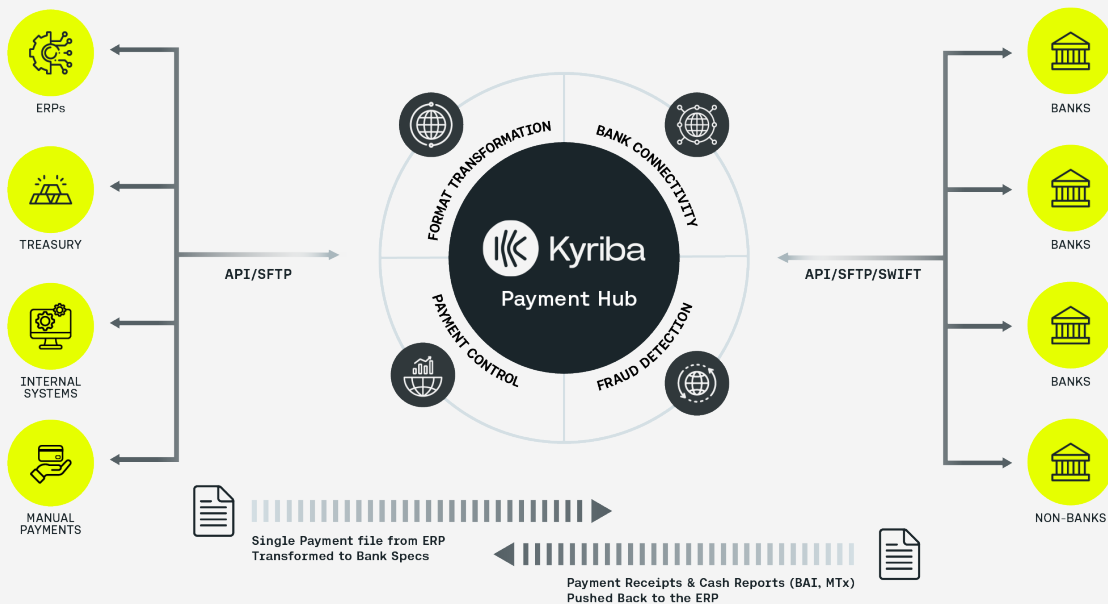 ERPs
TREASURY
INTERNAL
SYSTEMS
MANUAL
PAYMENTS
API/SFTP
FORMAT TRANSFORMATION
BANK CONNECTIVITY
PAYMENT CONTROL
FRAUD DETECTION
Kyriba
Payment Hub
API/SFTP/SWIFT
BANKS
BANKS
BANKS
NON-BANKS
Single Payment file from ERP
Transformed to Bank Specs
Payment Receipts & Cash Reports (BAI, MTx)
Pushed Back to the ERP